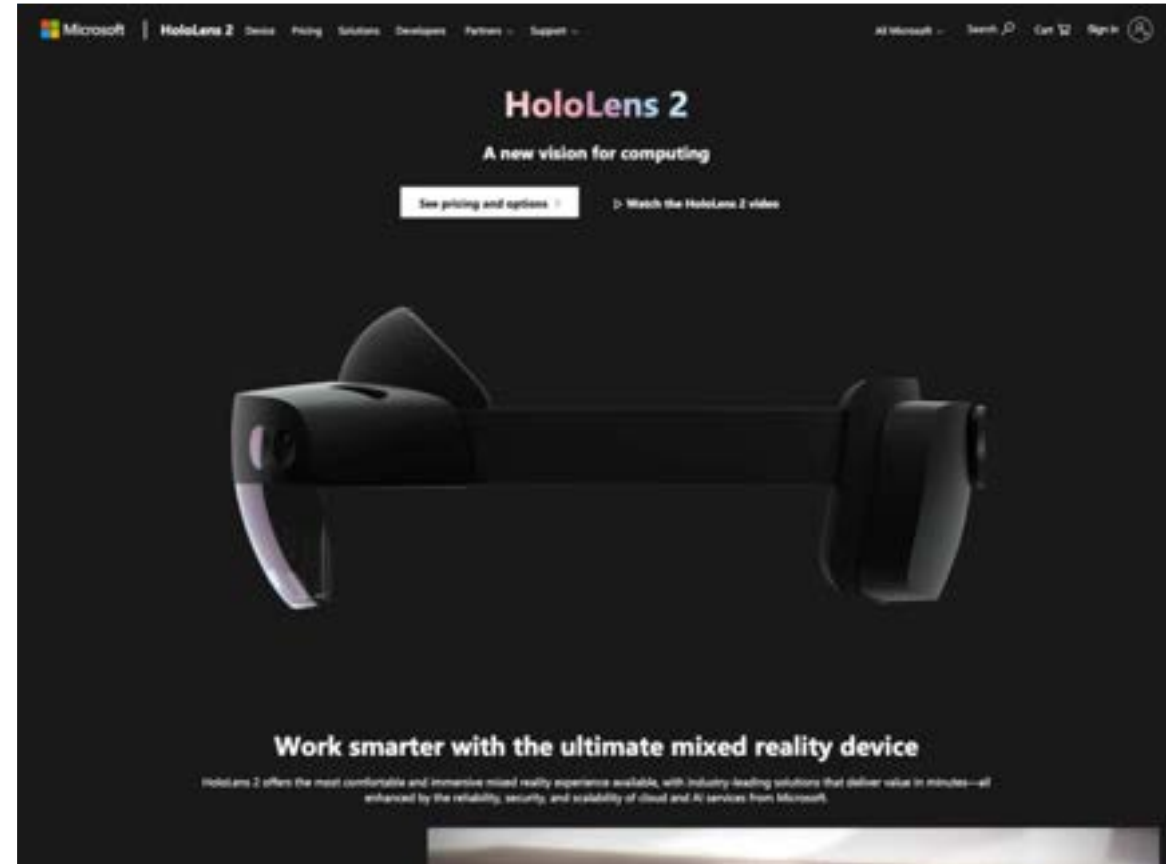 Microsoft | HoloLens 2 Device Pricing Solutions Developers Partners Support All Microsoft Search Cart Sign in
HoloLens 2
A new vision for computing
See pricing and options
Watch the HoloLens 2 video
Work smarter with the ultimate mixed reality device
HoloLens 2 offers the most comfortable and immersive mixed reality experience available, with industry-leading solutions that deliver value in minutes—all
enhanced by the reliability, security, and scalability of cloud and AI services from Microsoft.